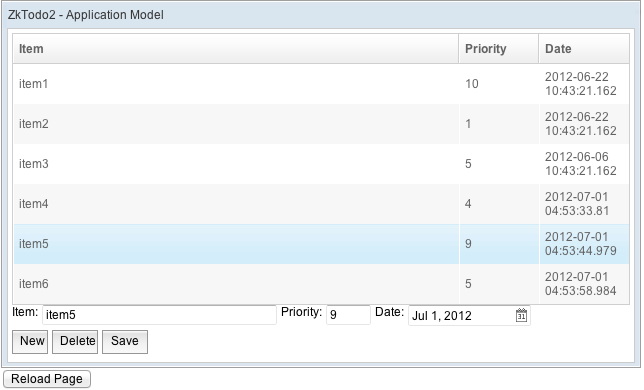 ZkTodo2 - Application Model
Item Priority Date
item1 10 2012-06-22
10:43:21.162
item2 1 2012-06-22
10:43:21.162
item3 5 2012-06-06
10:43:21.162
item4 4 2012-07-01
04:53:33.81
item5 9 2012-07-01
04:53:44.979
item6 5 2012-07-01
04:53:58.984
Item: item5 Priority: 9 Date: Jul 1, 2012 31
New Delete Save
Reload Page